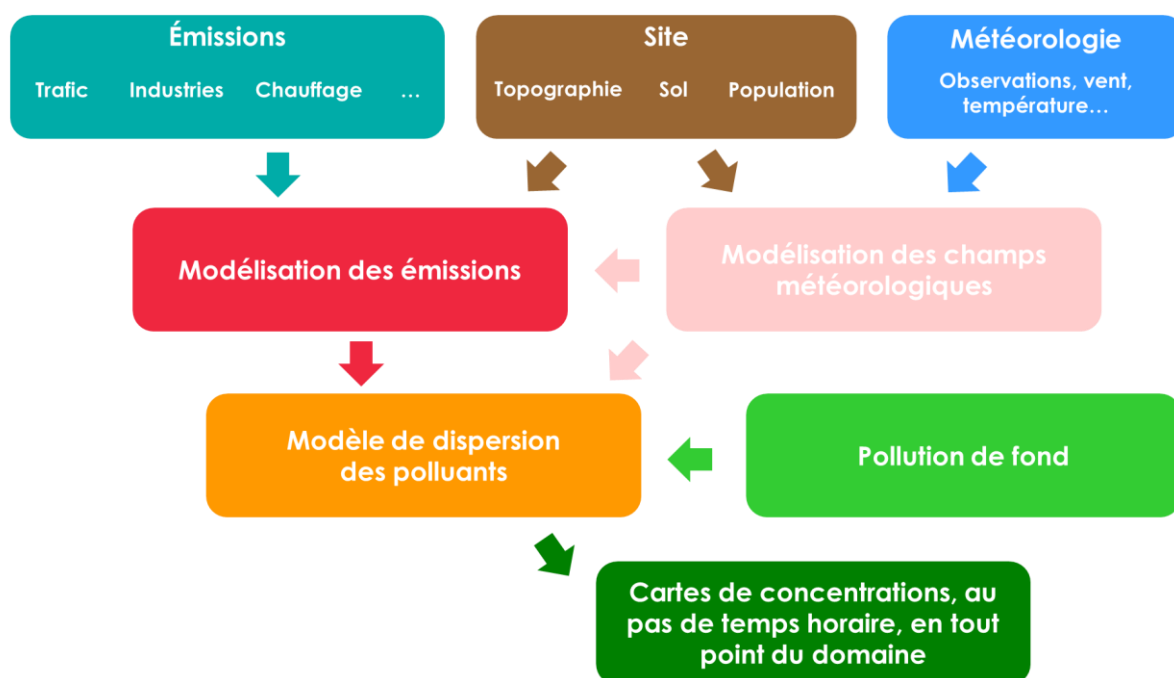 Émissions
Trafic Industries Chauffage ...
Site
Topographie Sol Population
Météorologie
Observations, vent,
température...
Modélisation des émissions
Modélisation des champs
météorologiques
Modèle de dispersion
des polluants
Pollution de fond
Cartes de concentrations, au
pas de temps horaire, en tout
point du domaine